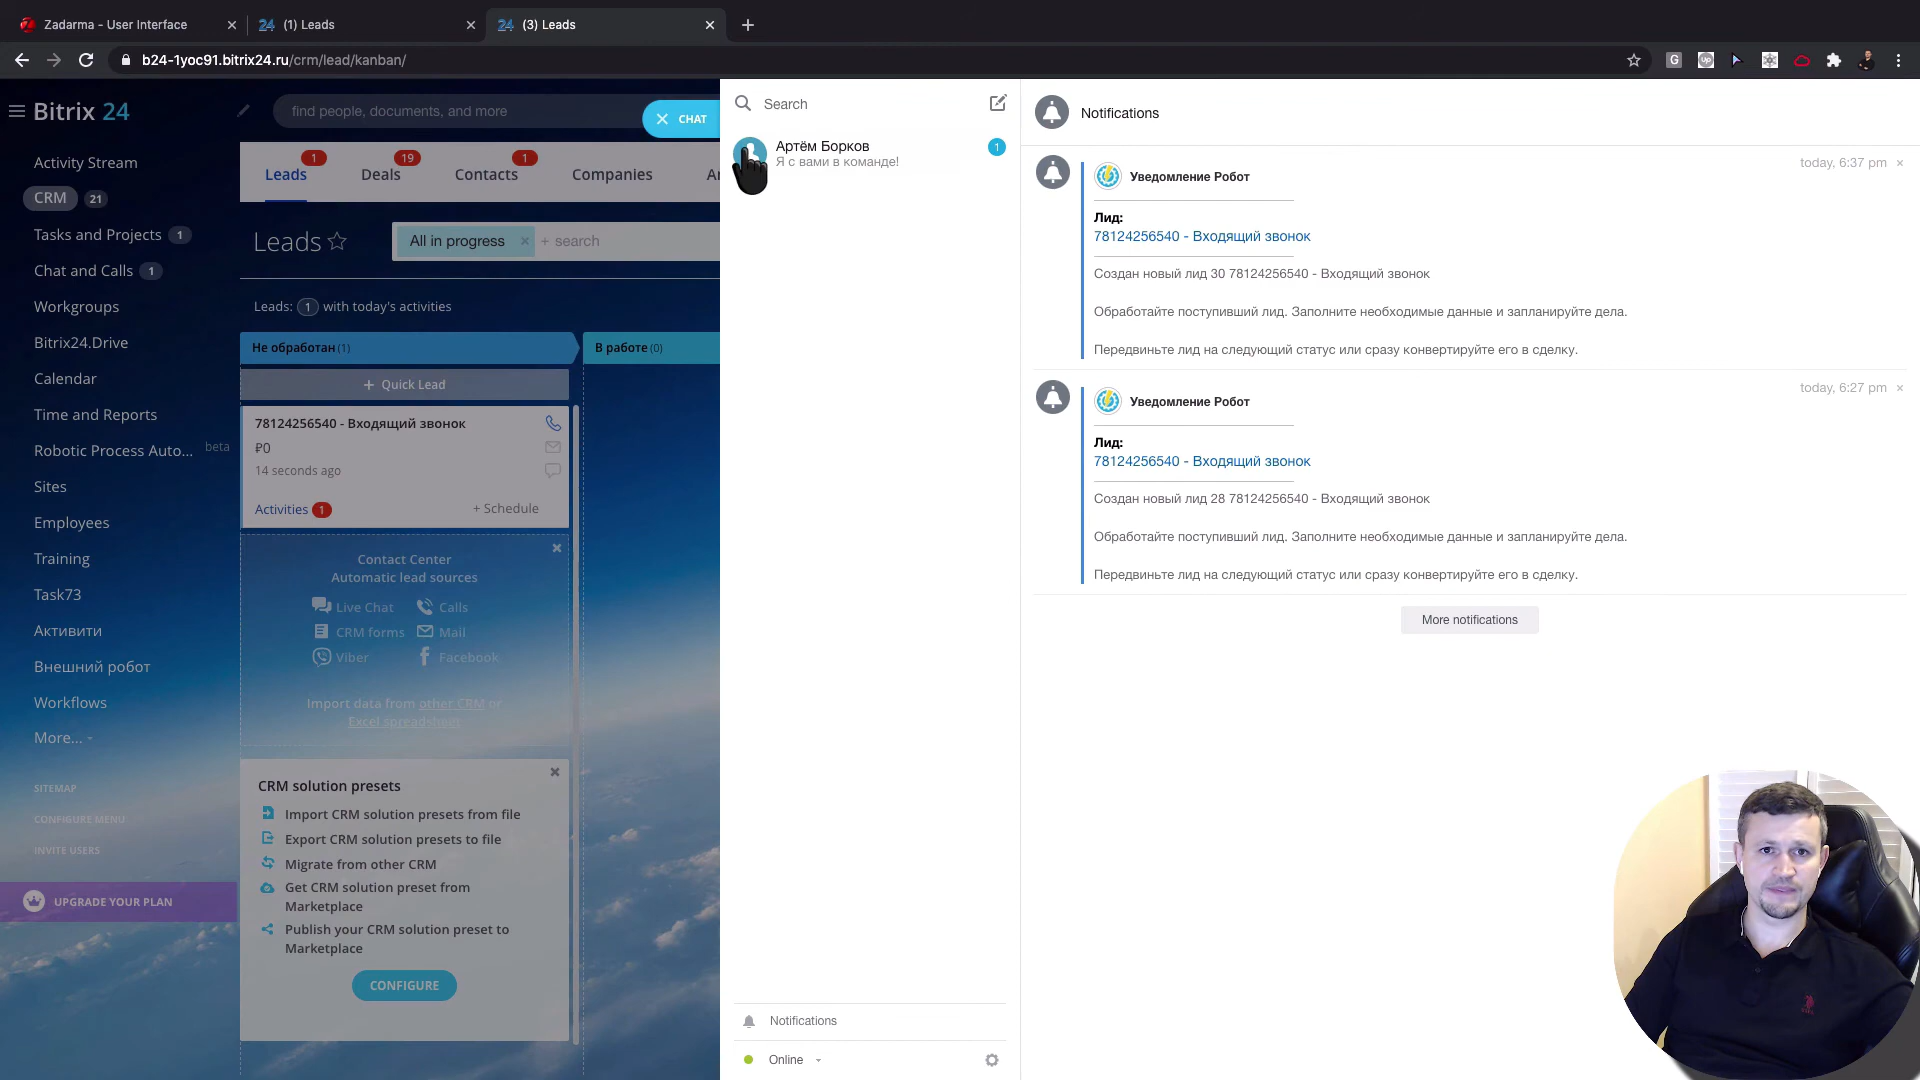 Zadarma - User Interface
(1) Leads
(3) Leads
b24-1yoc91.bitrix24.ru/crm/lead/kanban/
Bitrix 24
find people, documents, and more
CHAT
Activity Stream
CRM 21
Tasks and Projects 1
Chat and Calls 1
Workgroups
Bitrix24.Drive
Calendar
Time and Reports
Robotic Process Auto... beta
Sites
Employees
Training
Task73
Активити
Внешний робот
Workflows
More...
SITEMAP
CONFIGURE MENU
INVITE USERS
UPGRADE YOUR PLAN
Leads 1
Deals 19
Contacts 1
Companies
Leads
All in progress
+ search
Leads: 1 with today's activities
Не обработан (1)
В работе (0)
+ Quick Lead
78124256540 - Входящий звонок
₽0
14 seconds ago
Activities 1
+ Schedule
Contact Center
Automatic lead sources
Live Chat
Calls
CRM forms
Mail
Viber
Facebook
Import data from other CRM or
Excel spreadsheet
CRM solution presets
Import CRM solution presets from file
Export CRM solution presets to file
Migrate from other CRM
Get CRM solution preset from
Marketplace
Publish your CRM solution preset to
Marketplace
CONFIGURE
Search
Артём Борков
Я с вами в команде!
1
Notifications
Online
Notifications
today, 6:37 pm
Уведомление Робот
Лид:
78124256540 - Входящий звонок
Создан новый лид 30 78124256540 - Входящий звонок
Обработайте поступивший лид. Заполните необходимые данные и запланируйте дела.
Передвиньте лид на следующий статус или сразу конвертируйте его в сделку.
today, 6:27 pm
Уведомление Робот
Лид:
78124256540 - Входящий звонок
Создан новый лид 28 78124256540 - Входящий звонок
Обработайте поступивший лид. Заполните необходимые данные и запланируйте дела.
Передвиньте лид на следующий статус или сразу конвертируйте его в сделку.
More notifications